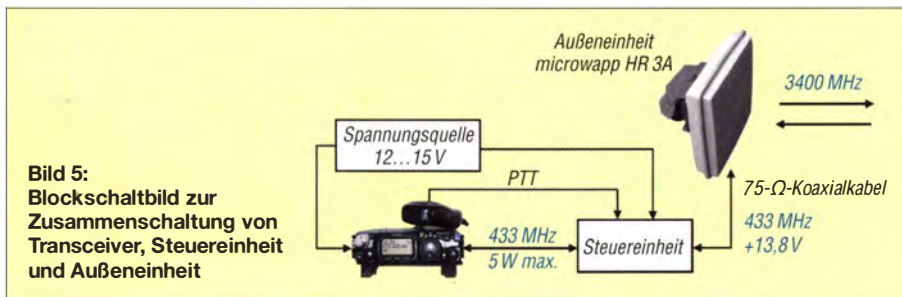 Bild 5:
Blockschaltbild zur
Zusammenschaltung von
Transceiver, Steuereinheit
und Außeneinheit
Außeneinheit
microwapp HR 3A
3400 MHz
Spannungsquelle
12...15 V
PTT
75-Ω-Koaxialkabel
433 MHz
5 W max.
Steuereinheit
433 MHz
+13,8 V